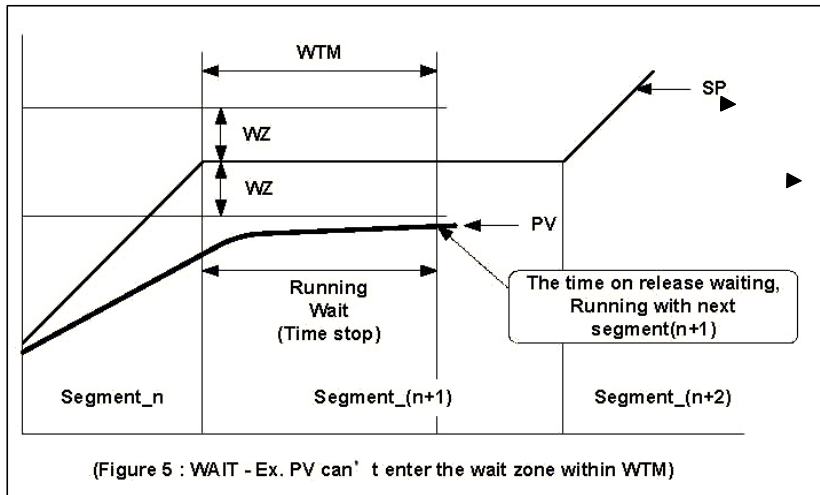 WTM
SP
WZ
WZ
PV
Running
Wait
(Time stop)
The time on release waiting,
Running with next
segment(n+1)
Segment_n
Segment_(n+1)
Segment_(n+2)
(Figure 5 : WAIT - Ex. PV can' t enter the wait zone within WTM)